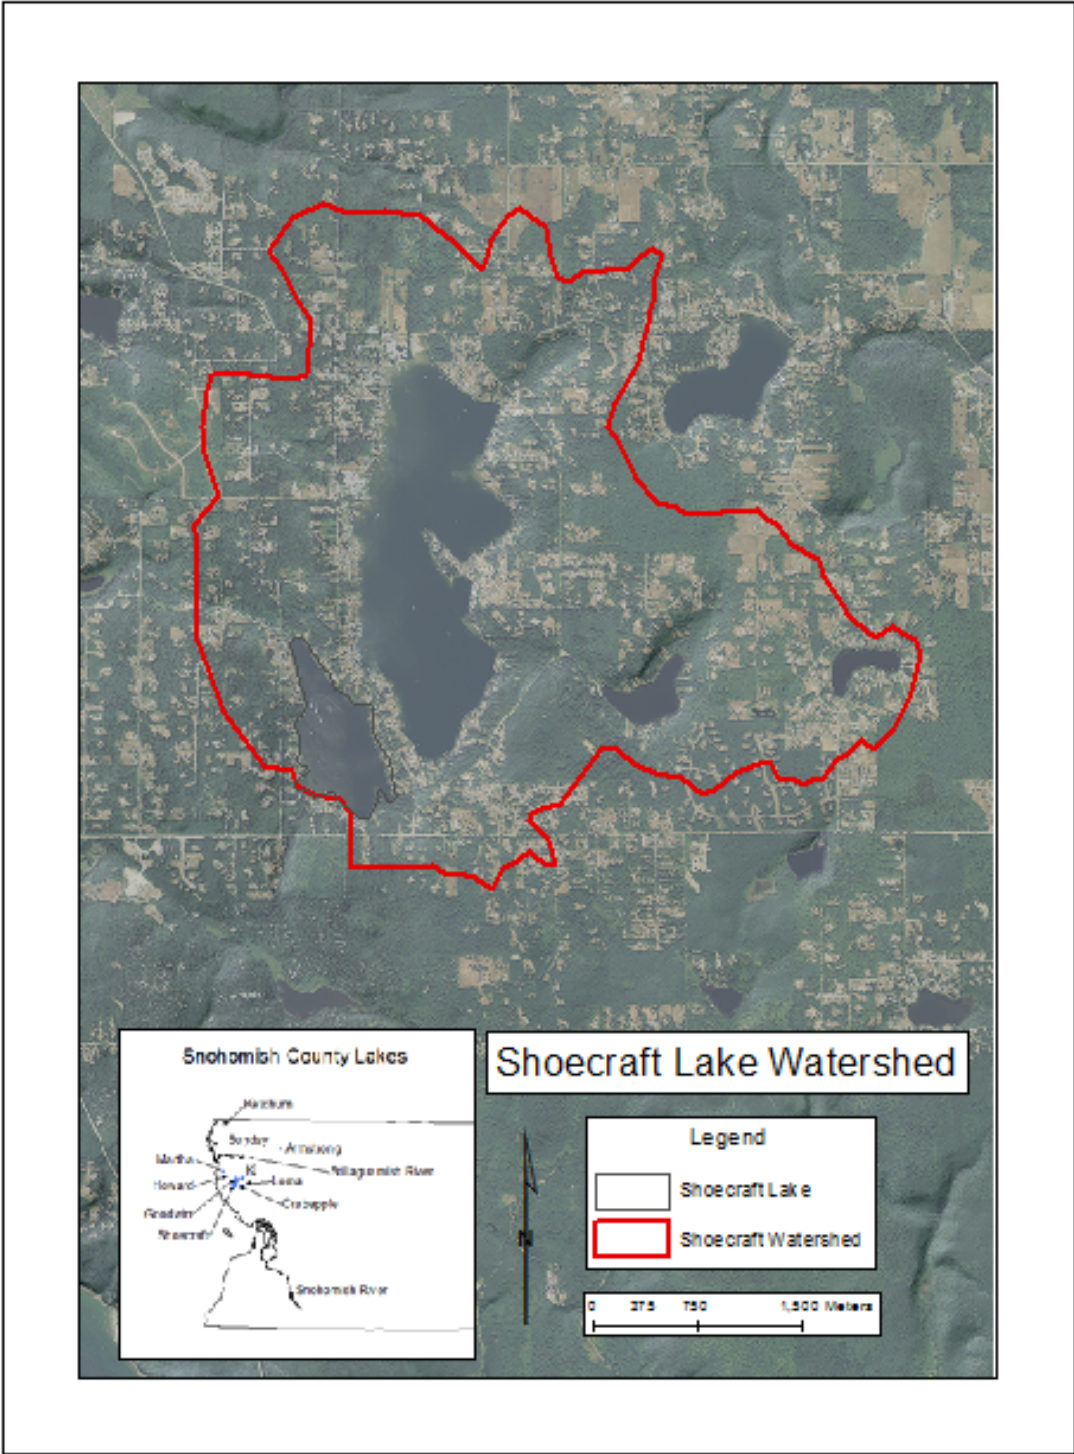 Snohomish County Lakes
Ketchum
Sunday
Armstrong
Martha
Ki
Stillaguamish River
Howard
Loma
Crabapple
Goodwin
Shoecraft
Snohomish River
Shoecraft Lake Watershed
Legend
Shoecraft Lake
Shoecraft Watershed
N
0 375 750 1,500 Meters